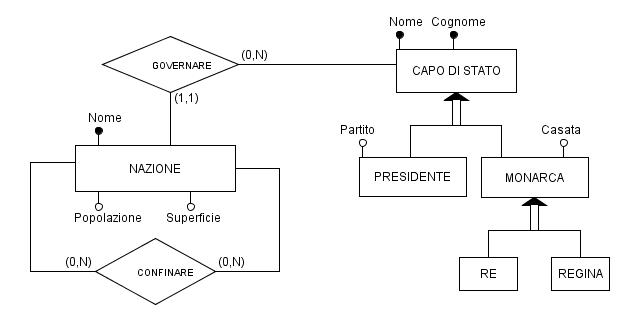 Nome Cognome
GOVERNARE
(0,N)
CAPO DI STATO
(1,1)
Nome
Partito
Casata
NAZIONE
PRESIDENTE
MONARCA
Popolazione
Superficie
(0,N)
CONFINARE
(0,N)
RE
REGINA